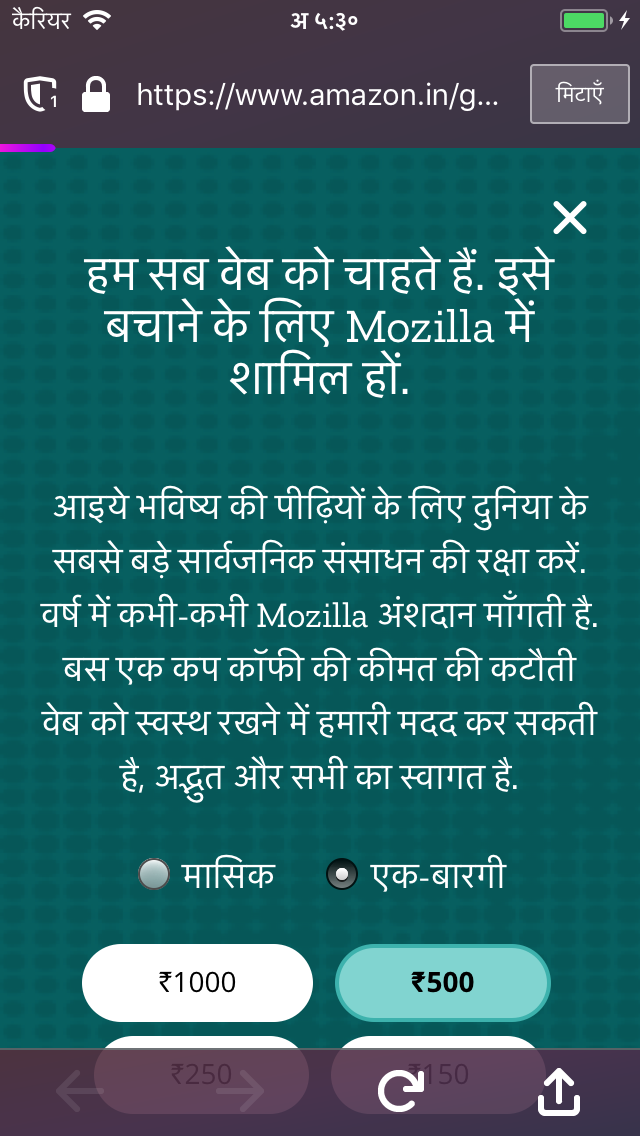 कैरियर अ ५:३०
1 https://www.amazon.in/g... मिटाएँ
हम सब वेब को चाहते हैं. इसे
बचाने के लिए Mozilla में
शामिल हों.
आइये भविष्य की पीढ़ियों के लिए दुनिया के
सबसे बड़े सार्वजनिक संसाधन की रक्षा करें.
वर्ष में कभी-कभी Mozilla अंशदान माँगती है.
बस एक कप कॉफी की कीमत की कटौती
वेब को स्वस्थ रखने में हमारी मदद कर सकती
है, अद्भुत और सभी का स्वागत है.
मासिक एक-बारगी
₹1000 ₹500
₹250 ₹150